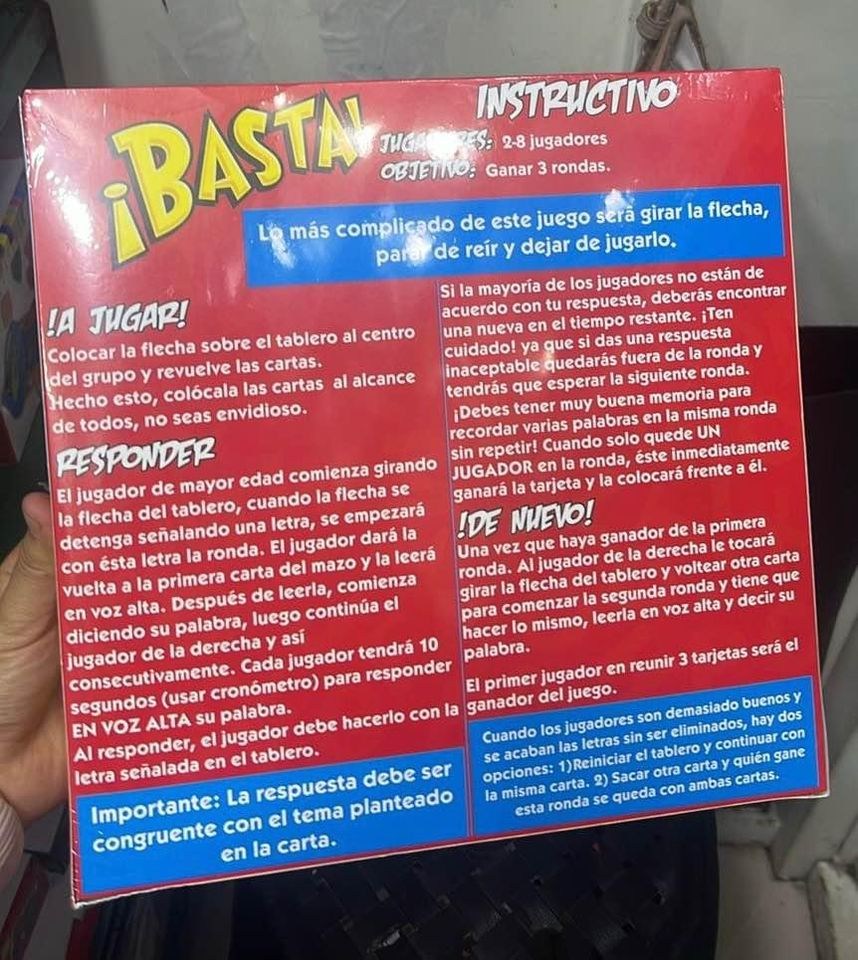 ¡BASTA!
INSTRUCTIVO
JUGADORES: 2-8 jugadores
OBJETIVO: Ganar 3 rondas.
Lo más complicado de este juego será girar la flecha,
parar de reír y dejar de jugarlo.
!A JUGAR!
Colocar la flecha sobre el tablero al centro
del grupo y revuelve las cartas.
Hecho esto, colócala las cartas al alcance
de todos, no seas envidioso.
RESPONDER
El jugador de mayor edad comienza girando
la flecha del tablero, cuando la flecha se
detenga señalando una letra, se empezará
con ésta letra la ronda. El jugador dará la
vuelta a la primera carta del mazo y la leerá
en voz alta. Después de leerla, comienza
diciendo su palabra, luego continúa el
jugador de la derecha y así
consecutivamente. Cada jugador tendrá 10
segundos (usar cronómetro) para responder
EN VOZ ALTA su palabra.
Al responder, el jugador debe hacerlo con la
letra señalada en el tablero.
Importante: La respuesta debe ser
congruente con el tema planteado
en la carta.
Si la mayoría de los jugadores no están de
acuerdo con tu respuesta, deberás encontrar
una nueva en el tiempo restante. ¡Ten
cuidado! ya que si das una respuesta
inaceptable quedarás fuera de la ronda y
tendrás que esperar la siguiente ronda.
¡Debes tener muy buena memoria para
recordar varias palabras en la misma ronda
sin repetir! Cuando solo quede UN
JUGADOR en la ronda, éste inmediatamente
ganará la tarjeta y la colocará frente a él.
!DE NUEVO!
Una vez que haya ganador de la primera
ronda. Al jugador de la derecha le tocará
girar la flecha del tablero y voltear otra carta
para comenzar la segunda ronda y tiene que
hacer lo mismo, leerla en voz alta y decir su
palabra.
El primer jugador en reunir 3 tarjetas será el
ganador del juego.
Cuando los jugadores son demasiado buenos y
se acaban las letras sin ser eliminados, hay dos
opciones: 1)Reiniciar el tablero y continuar con
la misma carta. 2) Sacar otra carta y quién gane
esta ronda se queda con ambas cartas.